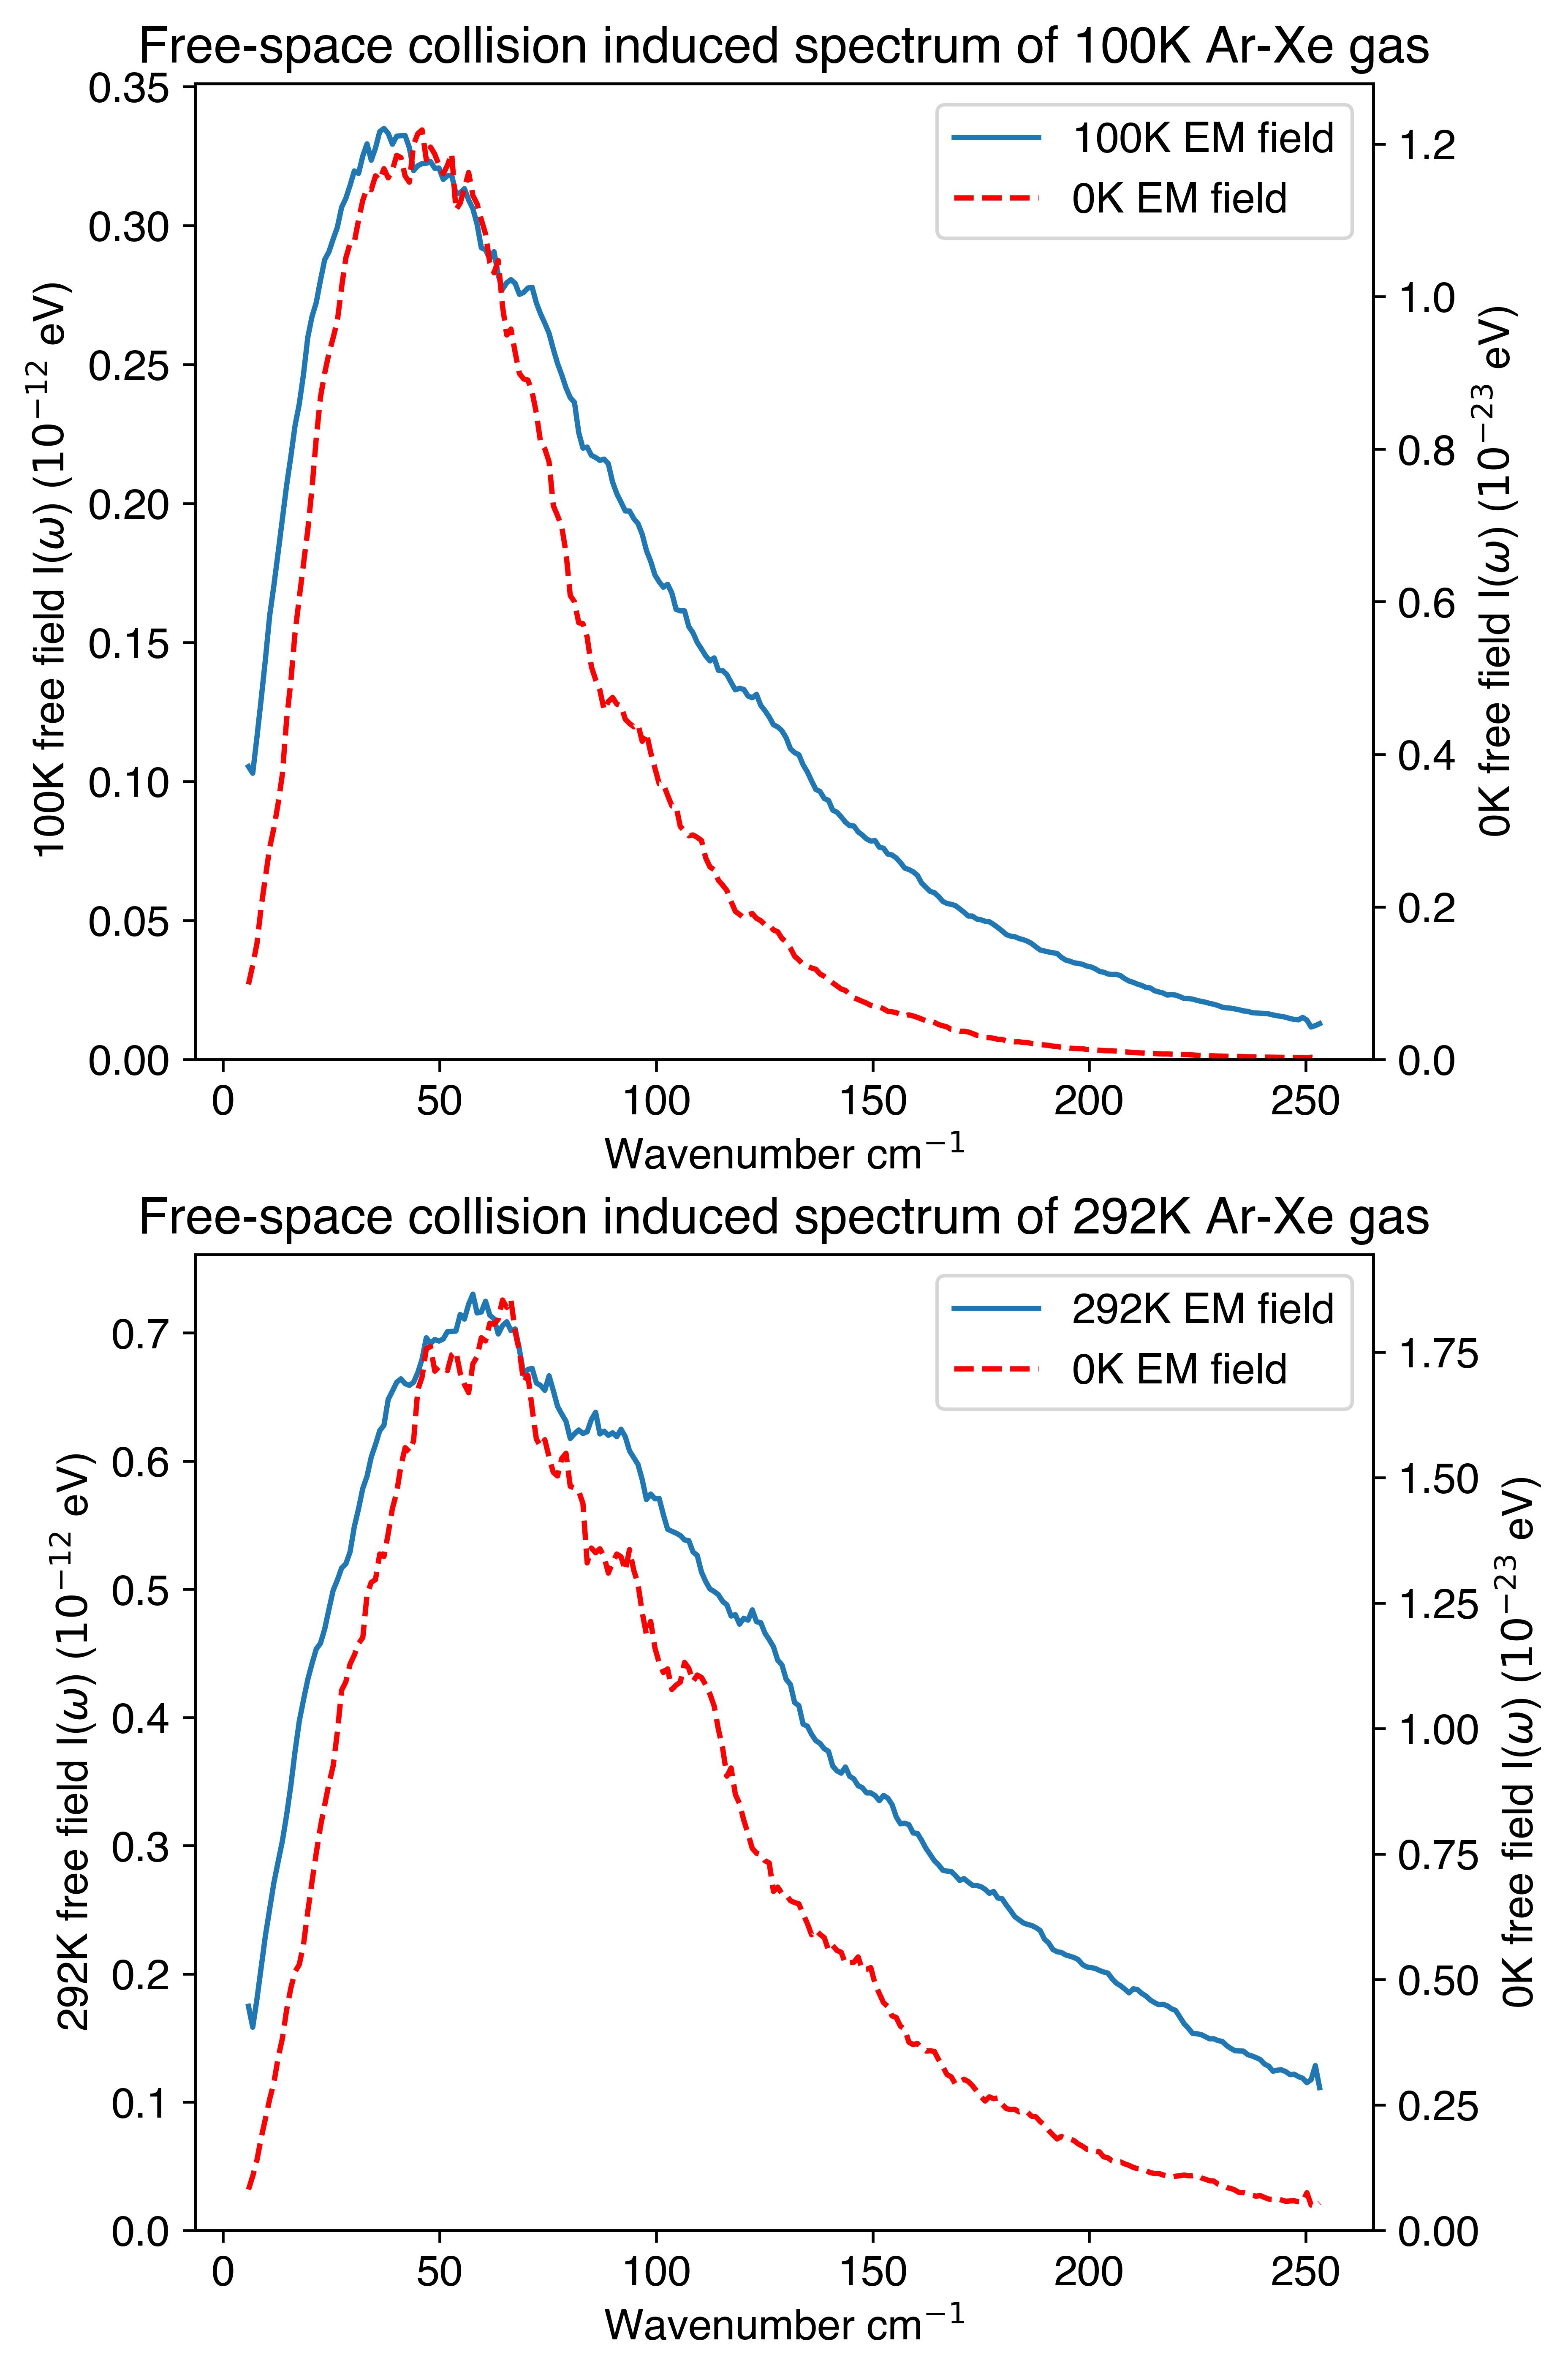 Free-space collision induced spectrum of 100K Ar-Xe gas
100K EM field
0K EM field
100K free field I(ω) (10⁻¹² eV)
0.35
0.30
0.25
0.20
0.15
0.10
0.05
0.00
1.2
1.0
0.8
0.6
0.4
0.2
0.0
0K free field I(ω) (10⁻²³ eV)
0 50 100 150 200 250
Wavenumber cm⁻¹
Free-space collision induced spectrum of 292K Ar-Xe gas
292K EM field
0K EM field
292K free field I(ω) (10⁻¹² eV)
0.7
0.6
0.5
0.4
0.3
0.2
0.1
0.0
1.75
1.50
1.25
1.00
0.75
0.50
0.25
0.00
0K free field I(ω) (10⁻²³ eV)
0 50 100 150 200 250
Wavenumber cm⁻¹